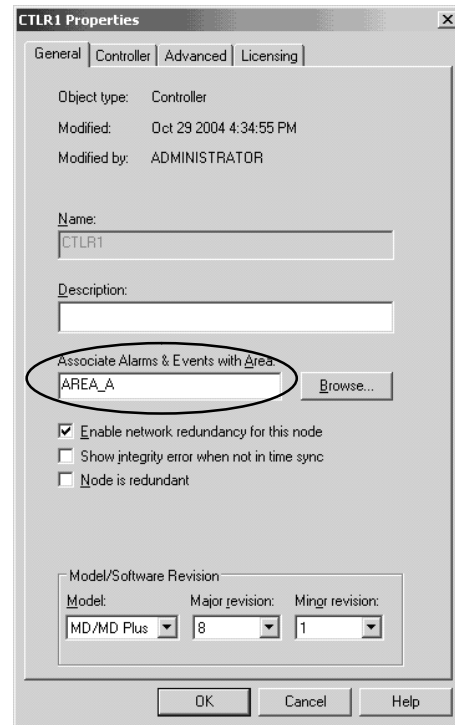 CTLR1 Properties
General Controller Advanced Licensing
Object type: Controller
Modified: Oct 29 2004 4:34:55 PM
Modified by: ADMINISTRATOR
Name:
CTLR1
Description:
Associate Alarms & Events with Area:
AREA_A Browse...
Enable network redundancy for this node
Show integrity error when not in time sync
Node is redundant
Model/Software Revision
Model: Major revision: Minor revision:
MD/MD Plus 8 1
OK Cancel Help